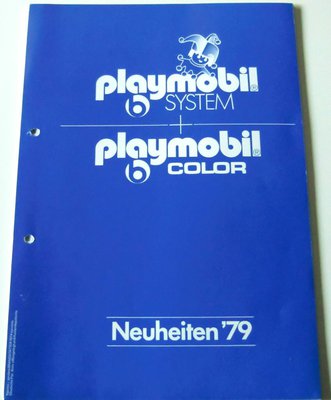 playmobil®
SYSTEM
+
playmobil®
COLOR
Neuheiten '79